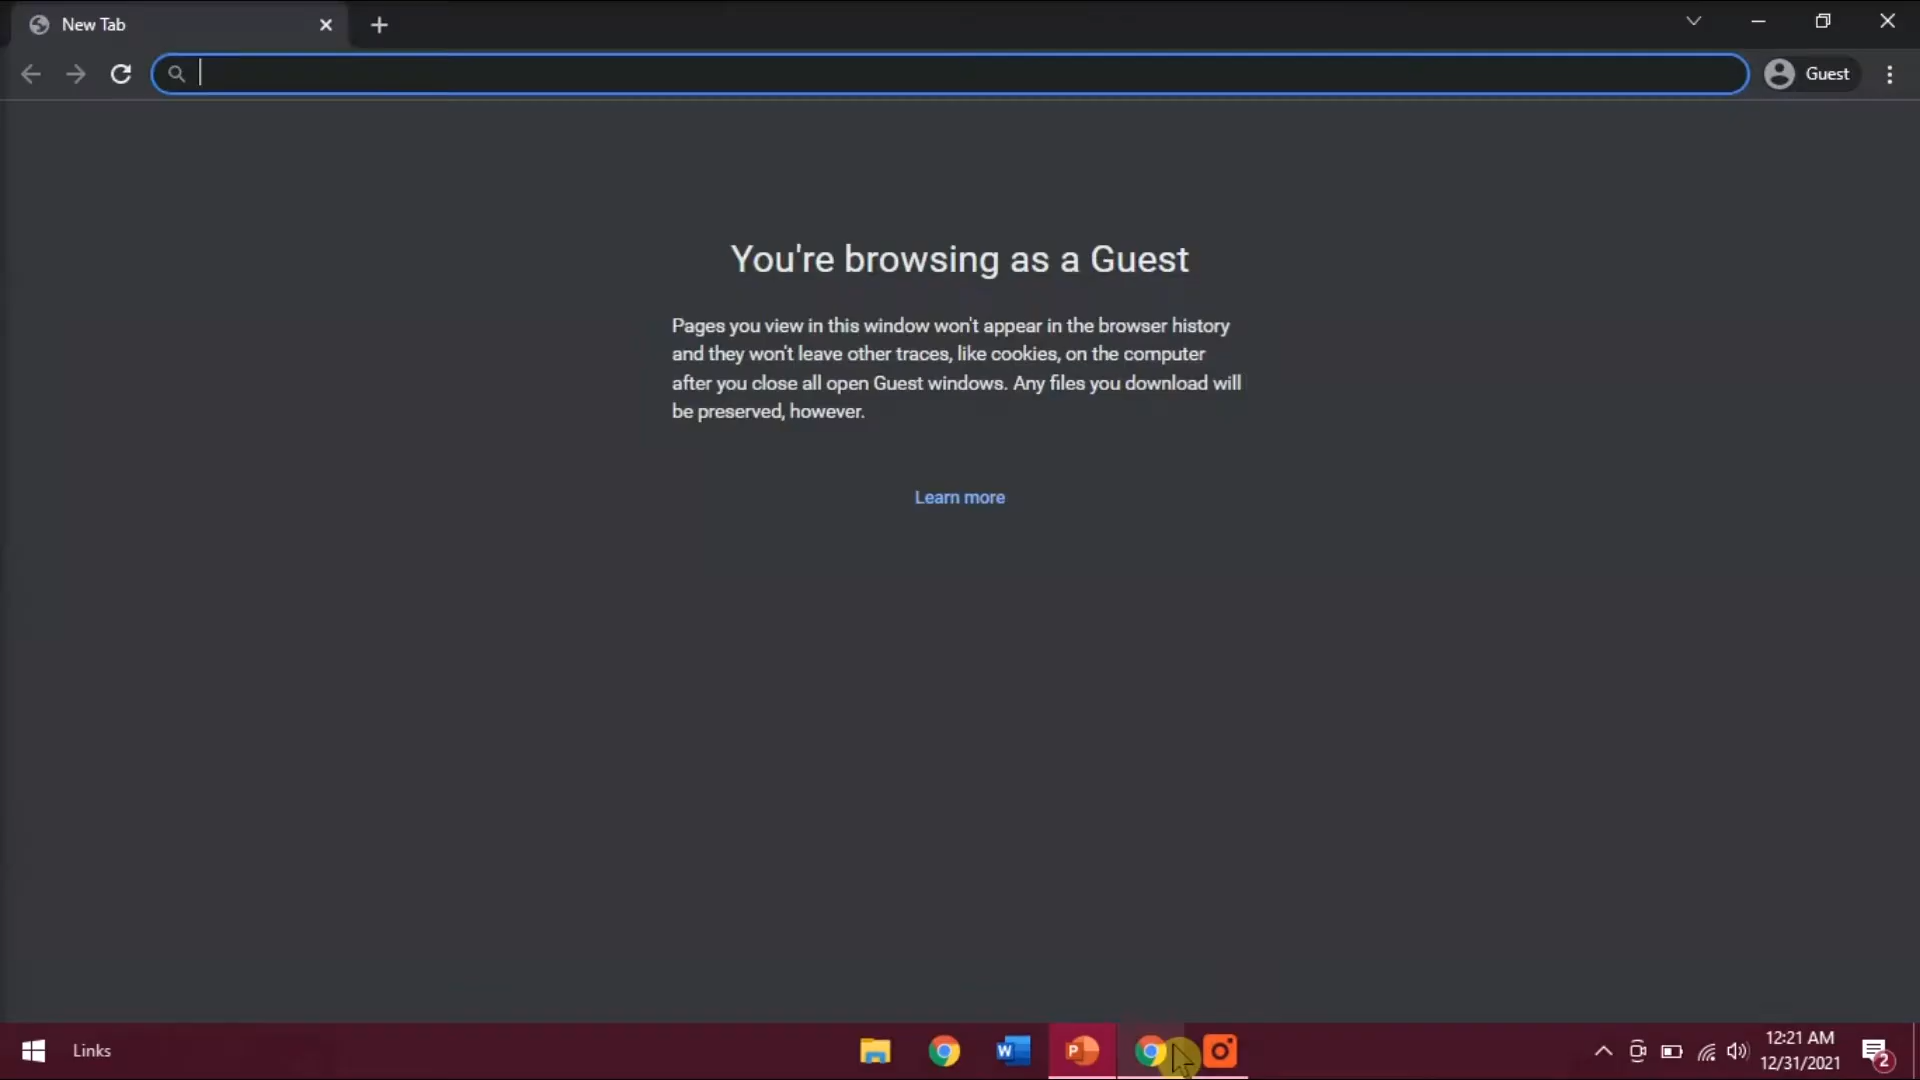 New Tab
Guest
You're browsing as a Guest
Pages you view in this window won't appear in the browser history
and they won't leave other traces, like cookies, on the computer
after you close all open Guest windows. Any files you download will
be preserved, however.
Learn more
Links
W
P
12:21 AM
12/31/2021
2